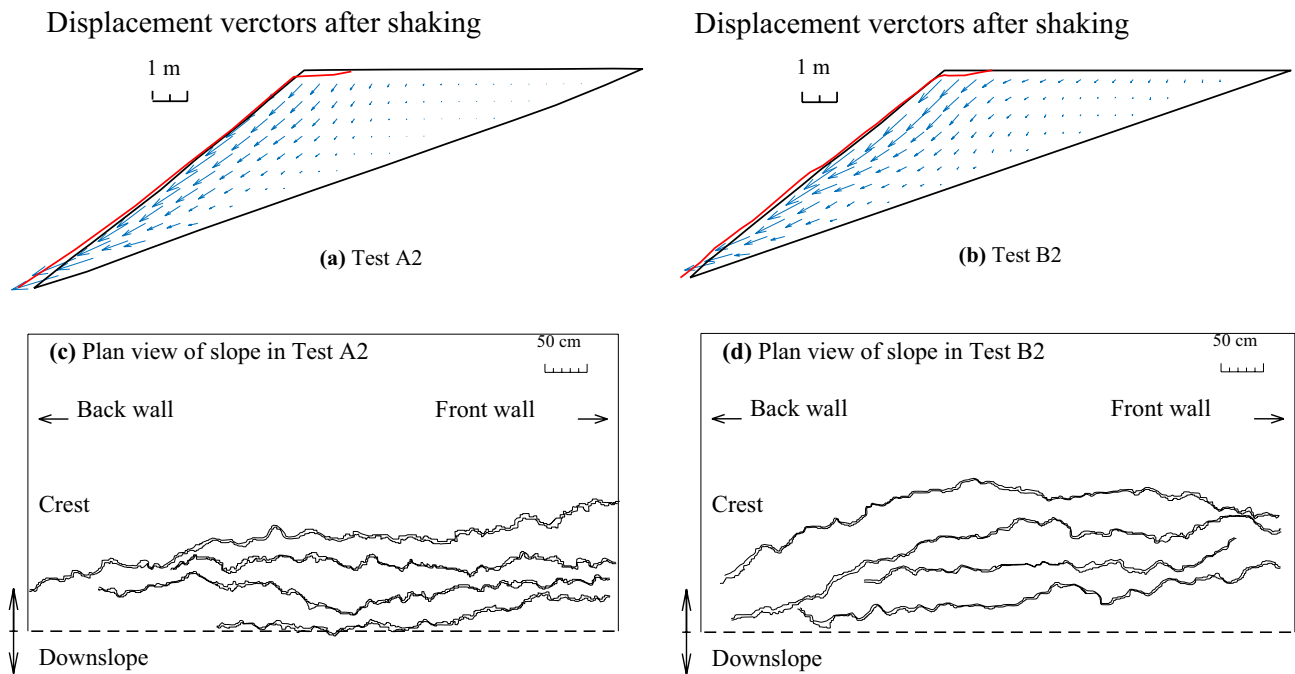 Displacement verctors after shaking
1 m
(a) Test A2
Displacement verctors after shaking
1 m
(b) Test B2
(c) Plan view of slope in Test A2
50 cm
Back wall
Front wall
Crest
Downslope
(d) Plan view of slope in Test B2
50 cm
Back wall
Front wall
Crest
Downslope